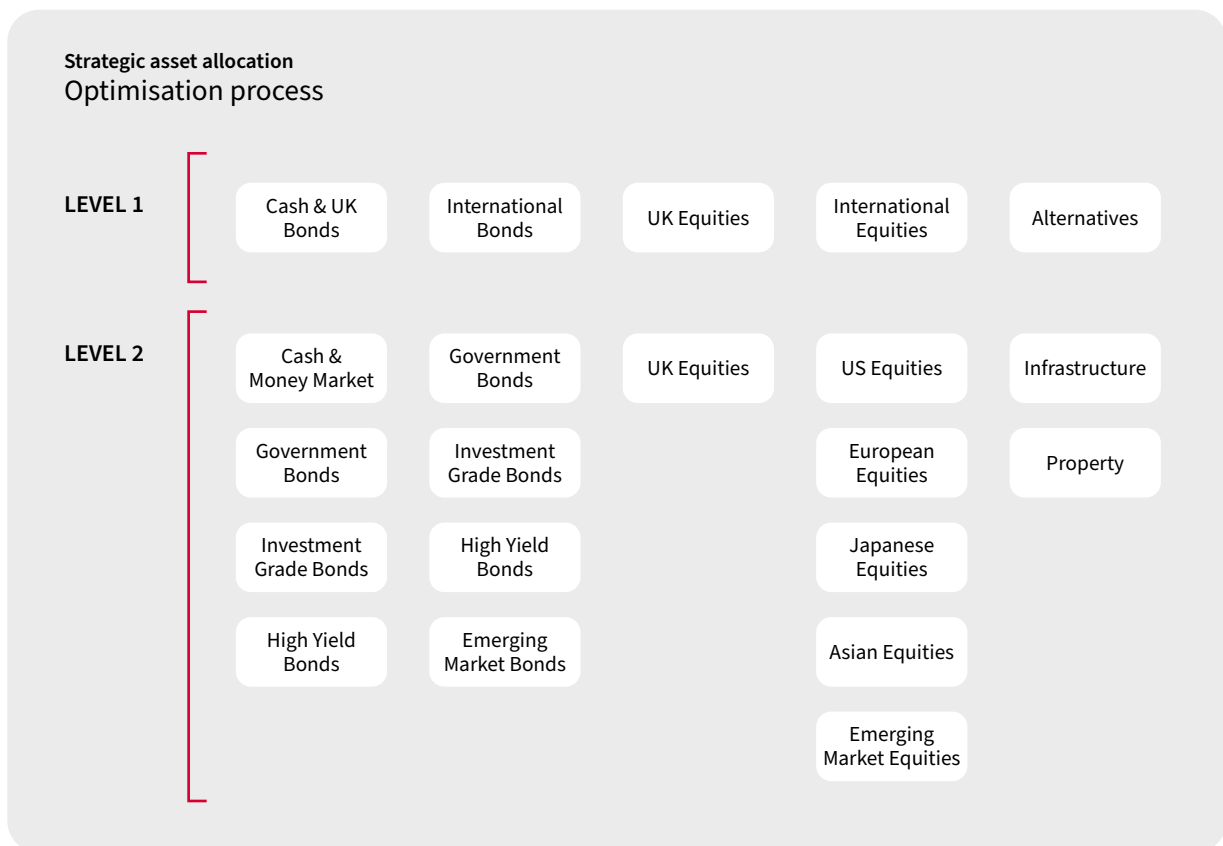 Strategic asset allocation
Optimisation process
LEVEL 1
Cash & UK
Bonds
International
Bonds
UK Equities
International
Equities
Alternatives
LEVEL 2
Cash &
Money Market
Government
Bonds
UK Equities
US Equities
Infrastructure
Government
Bonds
Investment
Grade Bonds
European
Equities
Property
Investment
Grade Bonds
High Yield
Bonds
Japanese
Equities
High Yield
Bonds
Emerging
Market Bonds
Asian Equities
Emerging
Market Equities